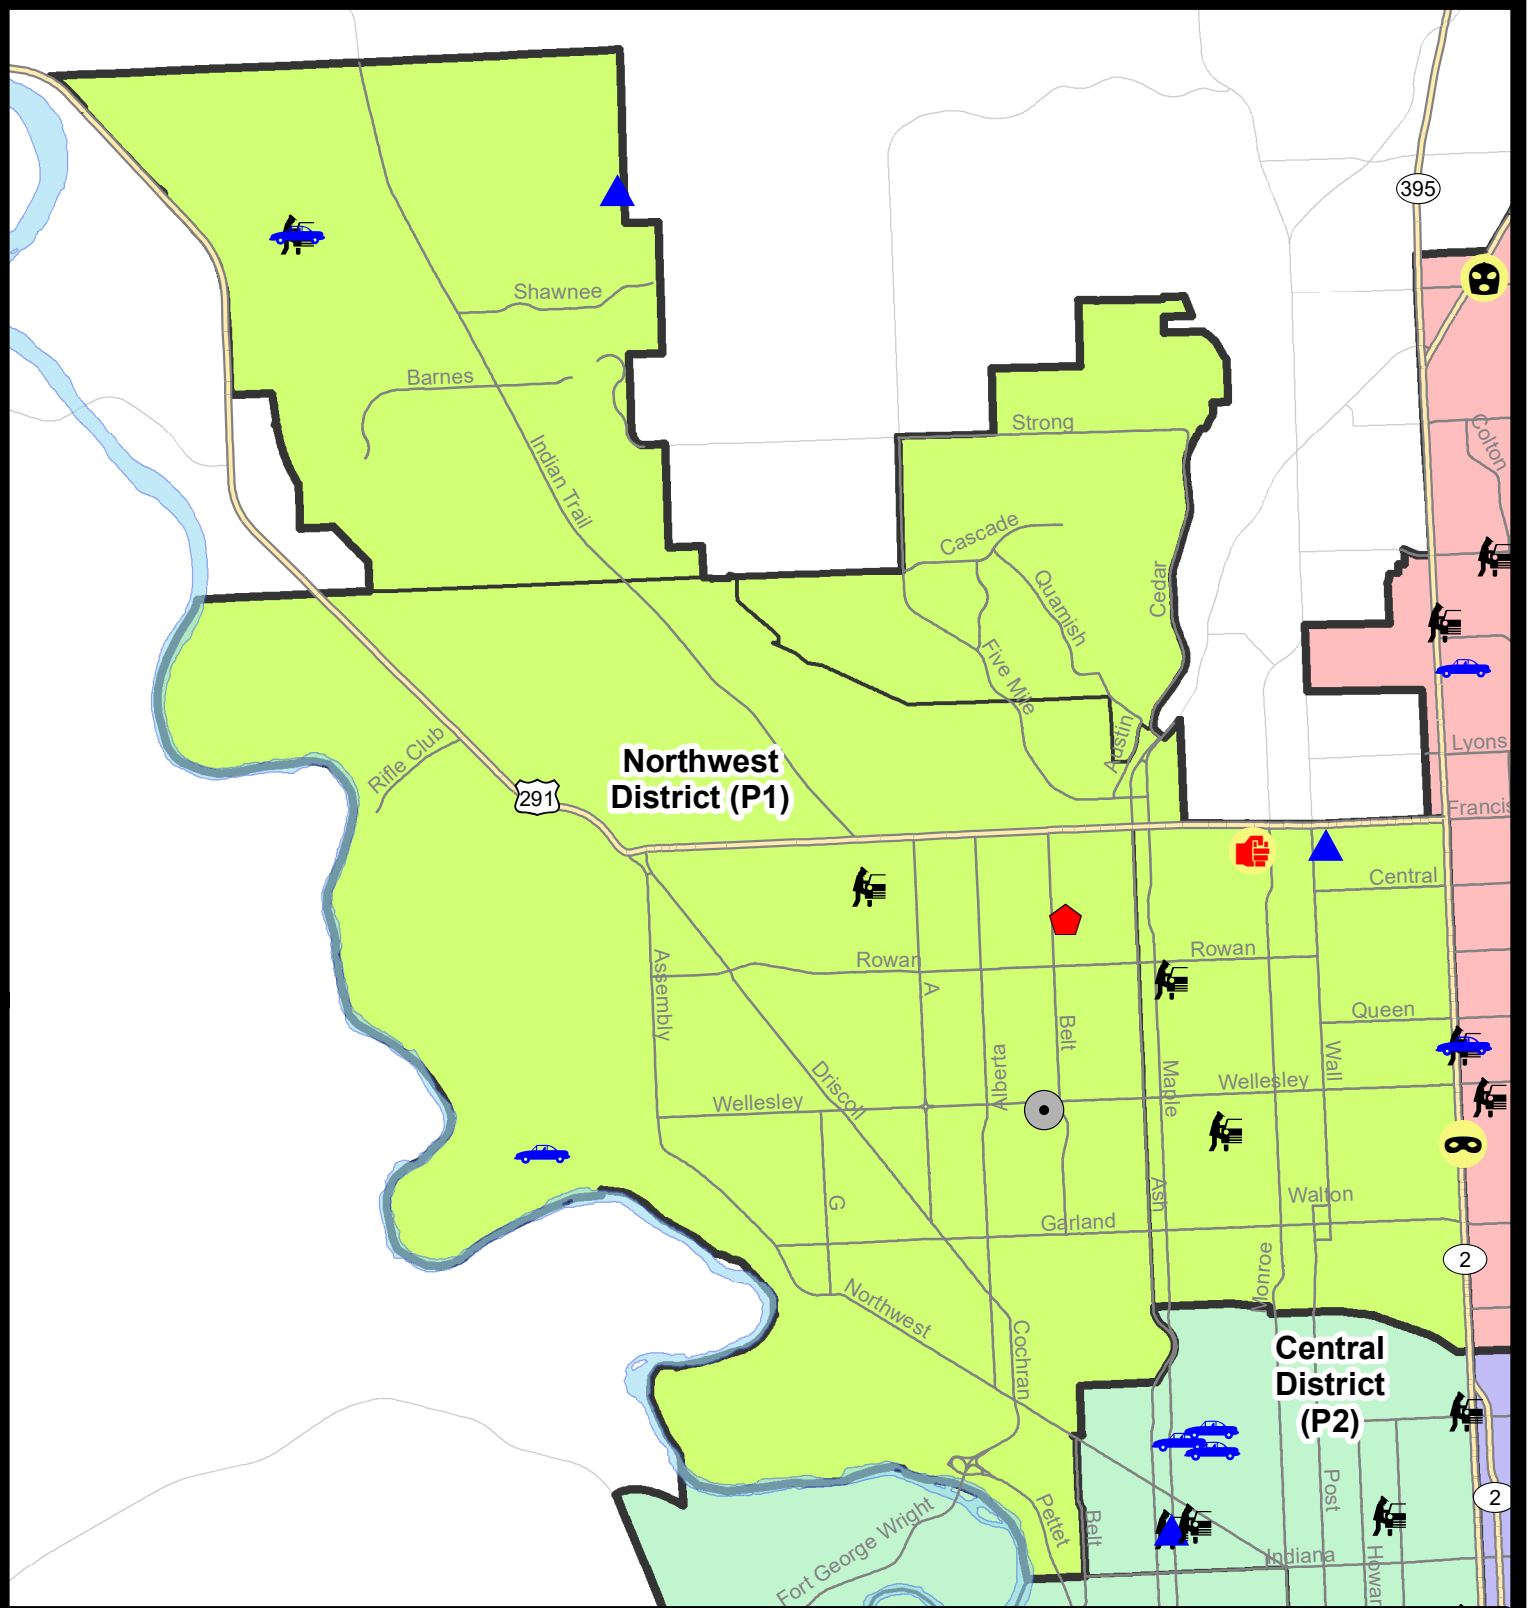 395
Shawnee
Barnes
Strong
Colton
Indian Trail
Cascade
Quamish
Cedar
Five Mile
Austin
Lyons
Rifle Club
Northwest
District (P1)
291
Francis
Central
Rowan
Rowan
Assembly
A
Belt
Queen
Alberta
Wall
Driscoll
Maple
Wellesley
Wellesley
G
Ash
Walton
Garland
Monroe
2
Northwest
Cochran
Central
District
(P2)
Post
2
Pettet
Belt
Fort George Wright
Indiana
Howar